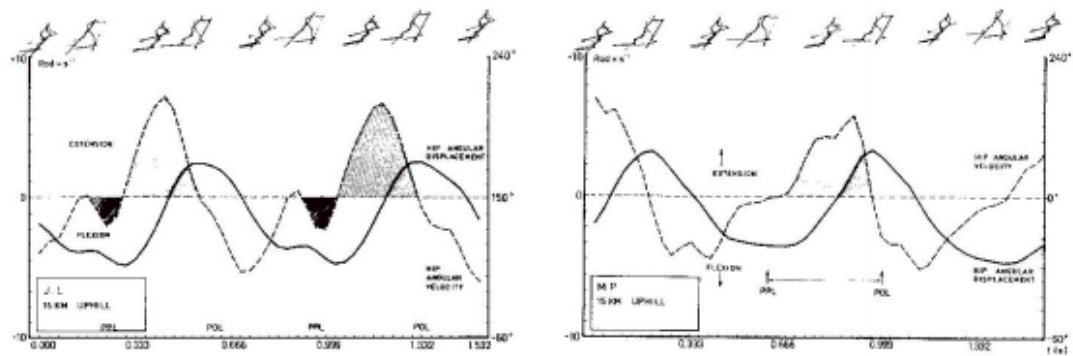 +10
Rad × s⁻¹
240°
EXTENSION
HIP ANGULAR
DISPLACEMENT
0
150°
FLEXION
HIP
ANGULAR
VELOCITY
J. L
15 KM UPHILL
PPL
POL
PPL
POL
-10
60°
0.000
0.333
0.666
0.999
1.332
+10
Rad × s⁻¹
240°
HIP ANGULAR
VELOCITY
EXTENSION
0
0°
FLEXION
HIP ANGULAR
DISPLACEMENT
PPL
POL
M P
15 KM UPHILL
-10
50°
0.333
0.666
0.999
1.332
t (s)